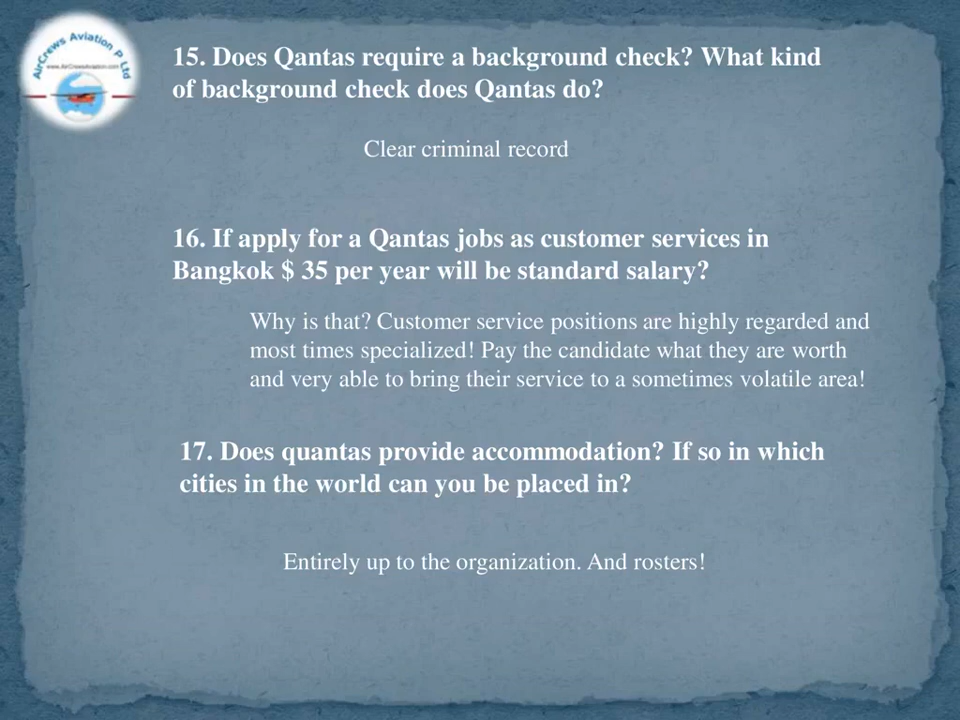 AirCrews Aviation P Ltd
www.AirCrewsAviation.com
15. Does Qantas require a background check? What kind
of background check does Qantas do?
Clear criminal record
16. If apply for a Qantas jobs as customer services in
Bangkok $ 35 per year will be standard salary?
Why is that? Customer service positions are highly regarded and
most times specialized! Pay the candidate what they are worth
and very able to bring their service to a sometimes volatile area!
17. Does quantas provide accommodation? If so in which
cities in the world can you be placed in?
Entirely up to the organization. And rosters!